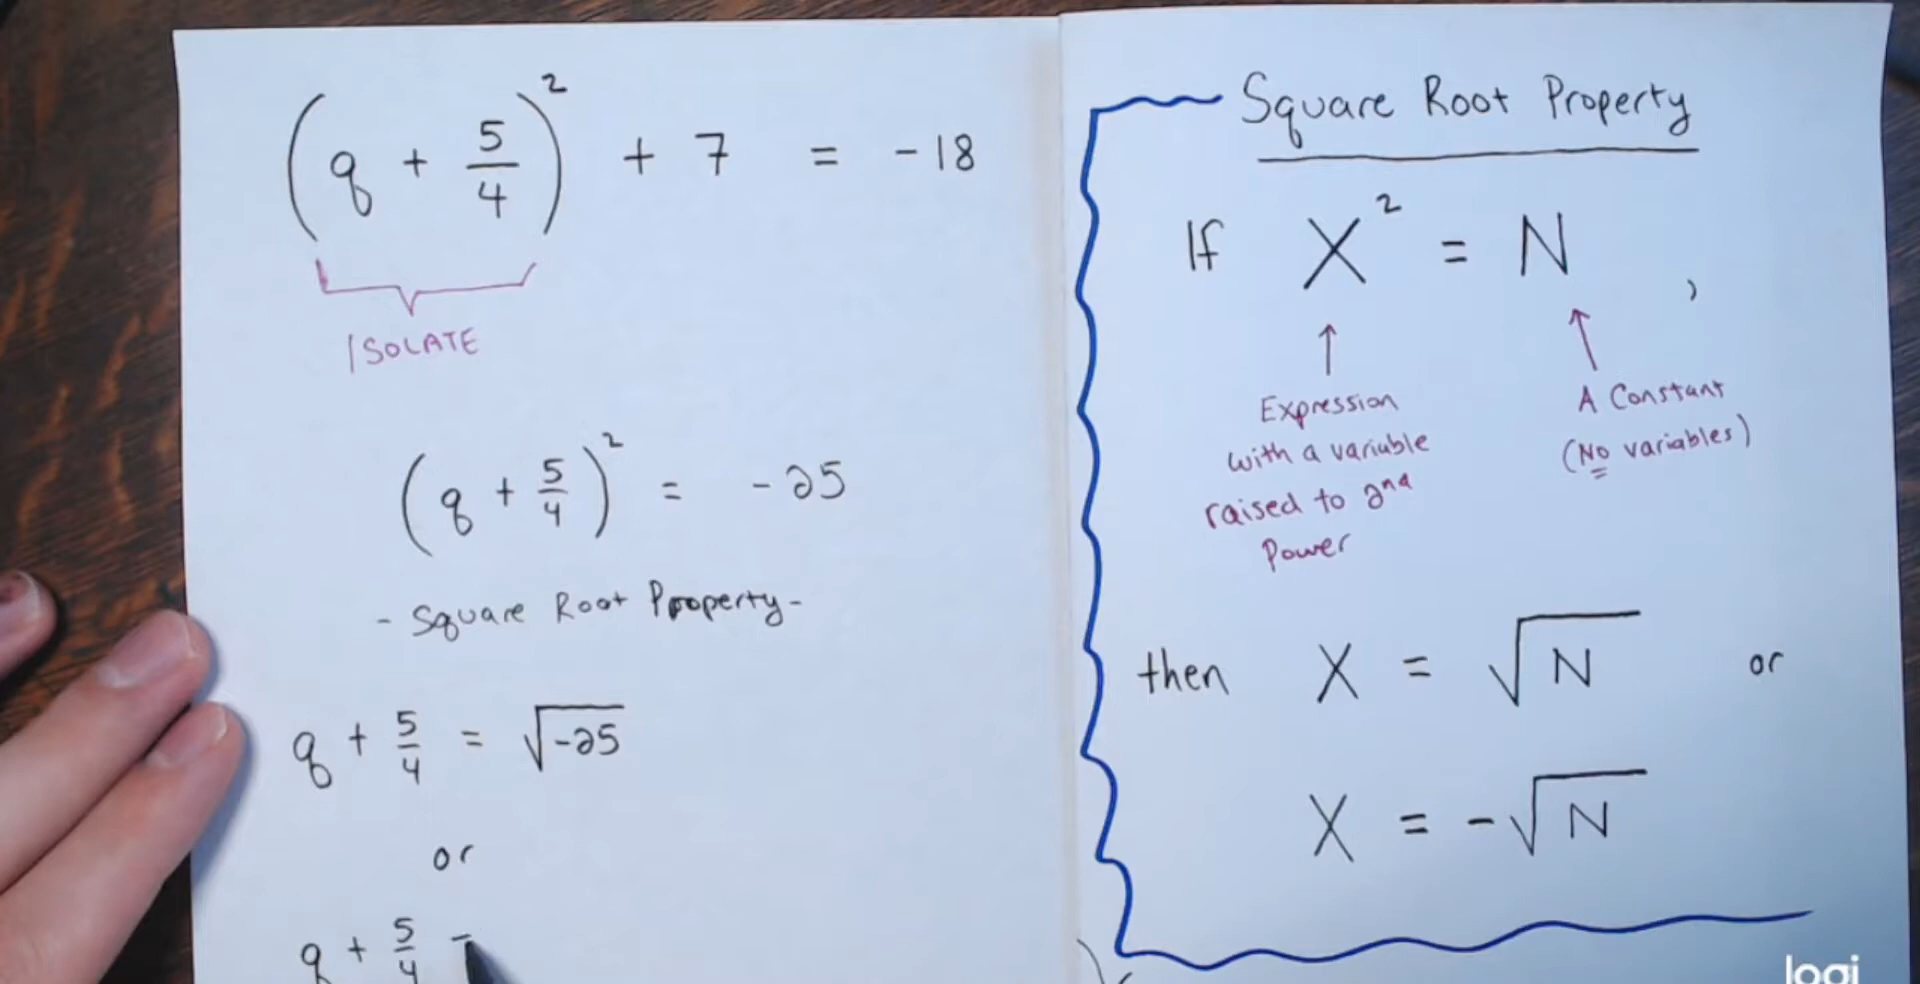 (q + 5/4)² + 7 = -18
ISOLATE
(q + 5/4)² = -25
- Square Root Property -
q + 5/4 = √-25
or
q + 5/4 -
Square Root Property
If X² = N ,
↑ ↑
Expression
with a variable
raised to 2nd
Power
A Constant
(No variables)
then X = √N or
X = -√N
logi